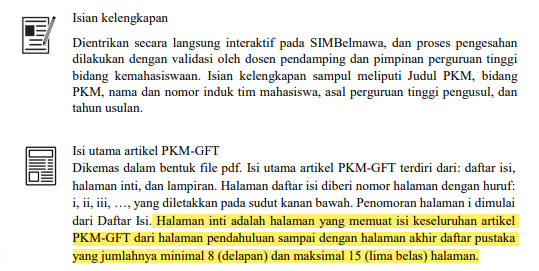 Isian kelengkapan
Dientrikan secara langsung interaktif pada SIMBelmawa, dan proses pengesahan
dilakukan dengan validasi oleh dosen pendamping dan pimpinan perguruan tinggi
bidang kemahasiswaan. Isian kelengkapan sampul meliputi Judul PKM, bidang
PKM, nama dan nomor induk tim mahasiswa, asal perguruan tinggi pengusul, dan
tahun usulan.
Isi utama artikel PKM-GFT
Dikemas dalam bentuk file pdf. Isi utama artikel PKM-GFT terdiri dari: daftar isi,
halaman inti, dan lampiran. Halaman daftar isi diberi nomor halaman dengan huruf:
i, ii, iii, …, yang diletakkan pada sudut kanan bawah. Penomoran halaman i dimulai
dari Daftar Isi. Halaman inti adalah halaman yang memuat isi keseluruhan artikel
PKM-GFT dari halaman pendahuluan sampai dengan halaman akhir daftar pustaka
yang jumlahnya minimal 8 (delapan) dan maksimal 15 (lima belas) halaman.